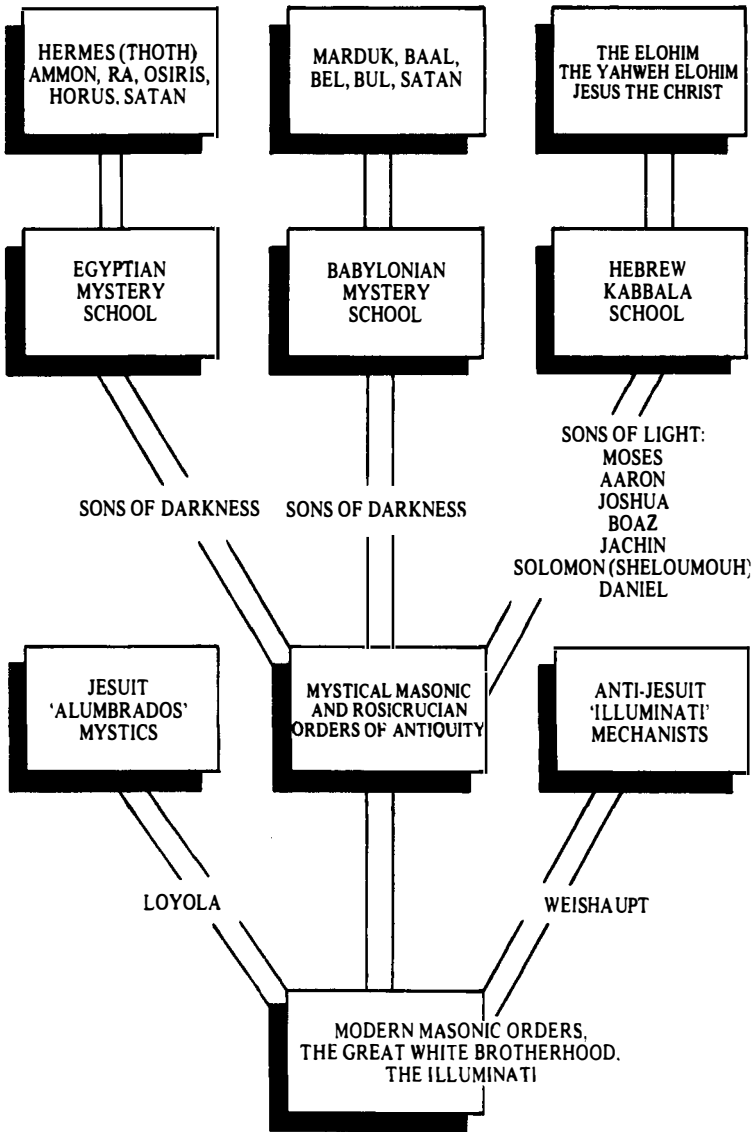 HERMES (THOTH)
AMMON, RA, OSIRIS,
HORUS, SATAN
MARDUK, BAAL,
BEL, BUL, SATAN
THE ELOHIM
THE YAHWEH ELOHIM
JESUS THE CHRIST
EGYPTIAN
MYSTERY
SCHOOL
BABYLONIAN
MYSTERY
SCHOOL
HEBREW
KABBALA
SCHOOL
SONS OF DARKNESS
SONS OF DARKNESS
SONS OF LIGHT:
MOSES
AARON
JOSHUA
BOAZ
JACHIN
SOLOMON (SHELOUMOUH)
DANIEL
JESUIT
'ALUMBRADOS'
MYSTICS
MYSTICAL MASONIC
AND ROSICRUCIAN
ORDERS OF ANTIQUITY
ANTI-JESUIT
'ILLUMINATI'
MECHANISTS
LOYOLA
WEISHAUPT
MODERN MASONIC ORDERS,
THE GREAT WHITE BROTHERHOOD.
THE ILLUMINATI